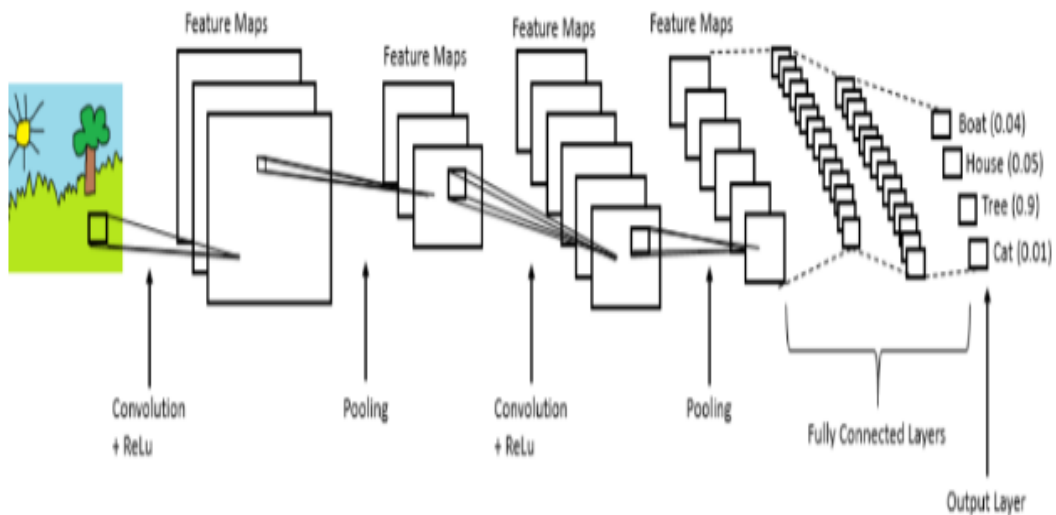 Feature Maps
Feature Maps
Feature Maps
Feature Maps
Boat (0.04)
House (0.05)
Tree (0.9)
Cat (0.01)
Convolution
+ ReLu
Pooling
Convolution
+ ReLu
Pooling
Fully Connected Layers
Output Layer